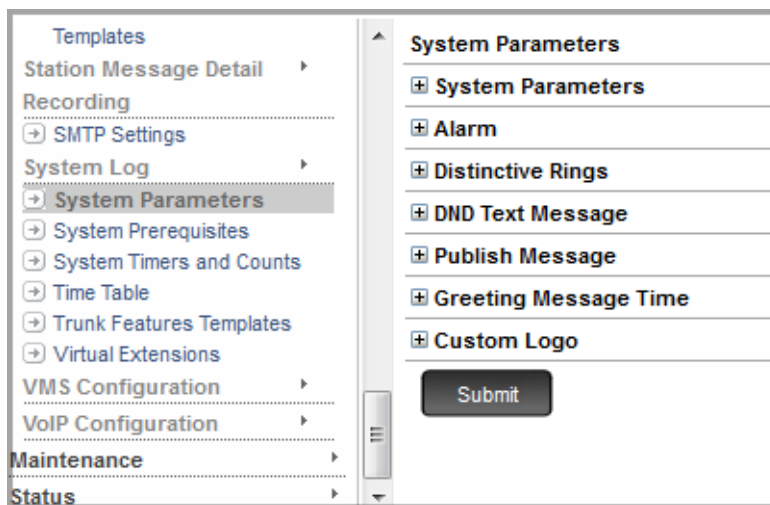 Templates
Station Message Detail
Recording
SMTP Settings
System Log
System Parameters
System Prerequisites
System Timers and Counts
Time Table
Trunk Features Templates
Virtual Extensions
VMS Configuration
VoIP Configuration
Maintenance
Status
System Parameters
System Parameters
Alarm
Distinctive Rings
DND Text Message
Publish Message
Greeting Message Time
Custom Logo
Submit